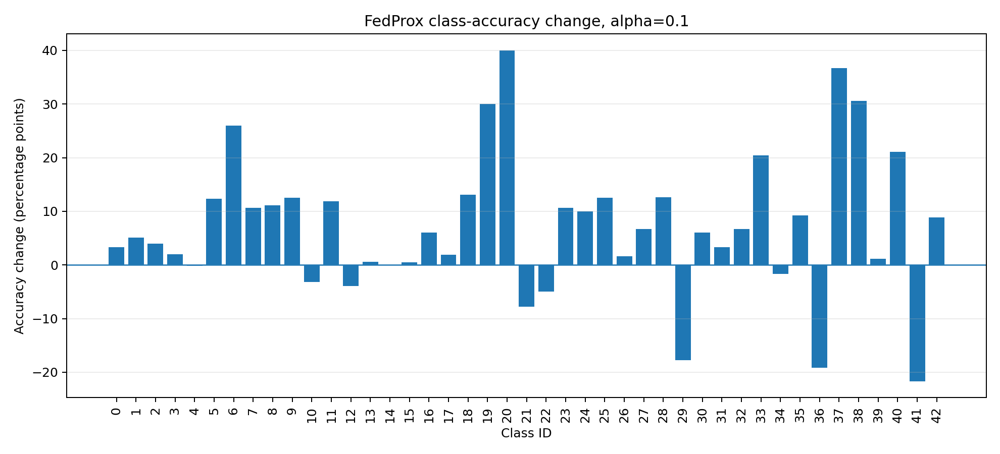 FedProx class-accuracy change, alpha=0.1
Accuracy change (percentage points)
40
30
20
10
0
−10
−20
0 1 2 3 4 5 6 7 8 9 10 11 12 13 14 15 16 17 18 19 20 21 22 23 24 25 26 27 28 29 30 31 32 33 34 35 36 37 38 39 40 41 42
Class ID